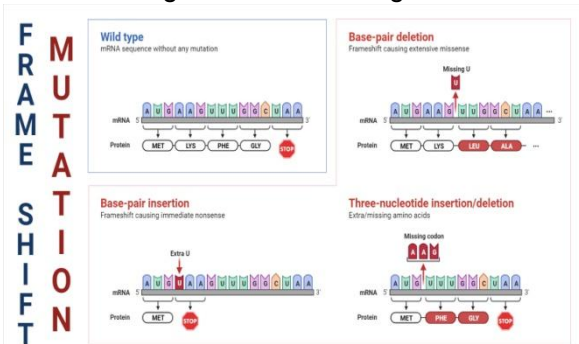 FRAME SHIFT
MUTATION
Wild type
mRNA sequence without any mutation
A U G A A G U U U G G C U A A
mRNA 5' 3'
Protein MET LYS PHE GLY STOP
Base-pair deletion
Frameshift causing extensive missense
Missing U
U
A U G A A G U U G G C U A A ...
mRNA 5' 3'
Protein MET LYS LEU ALA ...
Base-pair insertion
Frameshift causing immediate nonsense
Extra U
A U G U A A G U U U G G C U A A
mRNA 5' 3'
Protein MET STOP
Three-nucleotide insertion/deletion
Extra/missing amino acids
Missing codon
A A G
A U G U U U G G C U A A
mRNA 5' 3'
Protein MET PHE GLY STOP